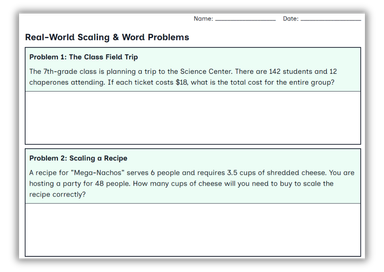 Name: Date:
Real-World Scaling & Word Problems
Problem 1: The Class Field Trip
The 7th-grade class is planning a trip to the Science Center. There are 142 students and 12
chaperones attending. If each ticket costs $18, what is the total cost for the entire group?
Problem 2: Scaling a Recipe
A recipe for "Mega-Nachos" serves 6 people and requires 3.5 cups of shredded cheese. You are
hosting a party for 48 people. How many cups of cheese will you need to buy to scale the
recipe correctly?